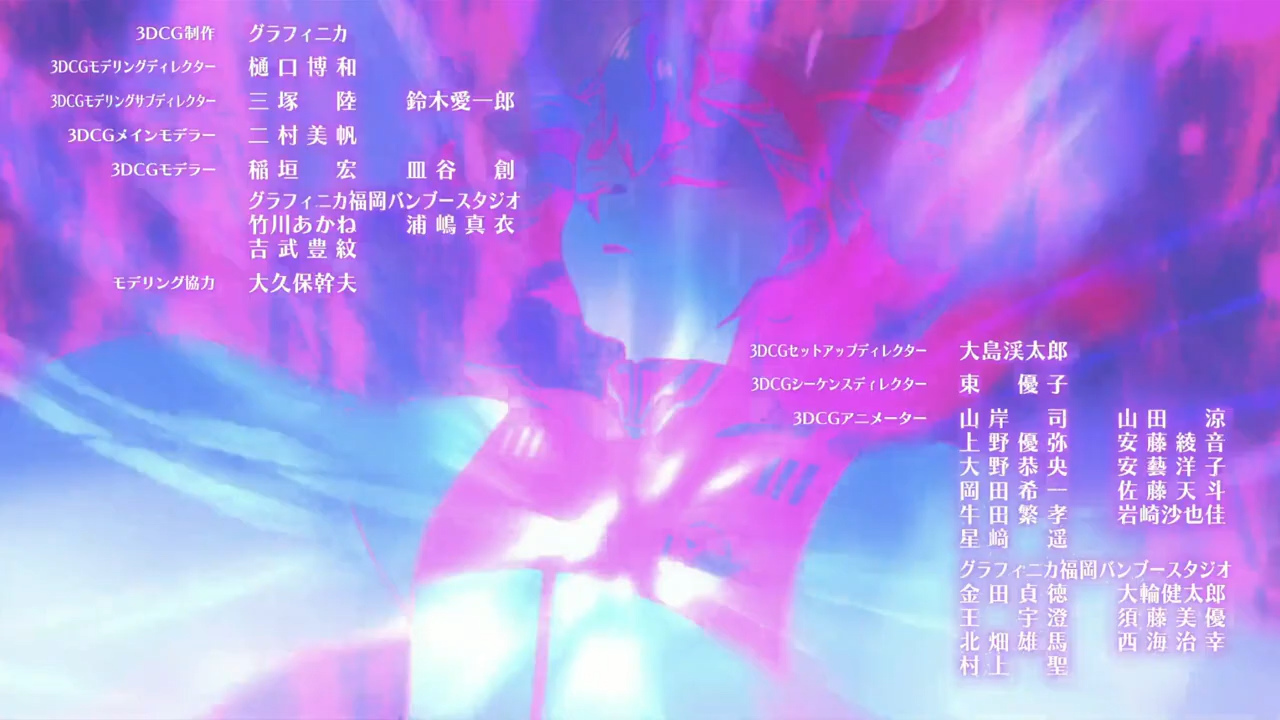 3DCG制作 グラフィニカ
3DCGモデリングディレクター 樋口博和
3DCGモデリングサブディレクター 三塚 陸 鈴木愛一郎
3DCGメインモデラー 二村美帆
3DCGモデラー 稲垣 宏 皿谷 創
グラフィニカ福岡バンブースタジオ
竹川あかね 浦嶋真衣
吉武豊紋
モデリング協力 大久保幹夫
3DCGセットアップディレクター 大島渓太郎
3DCGシーケンスディレクター 東 優子
3DCGアニメーター 山岸 司 山田 涼
上野優弥 安藤綾音
大野恭央 安藝洋子
岡田希一 佐藤天斗
牛田繁孝 岩崎沙也佳
星﨑 遥
グラフィニカ福岡バンブースタジオ
金田貞徳 大輪健太郎
王 宇澄 須藤美優
北畑雄馬 西海治幸
村上 聖